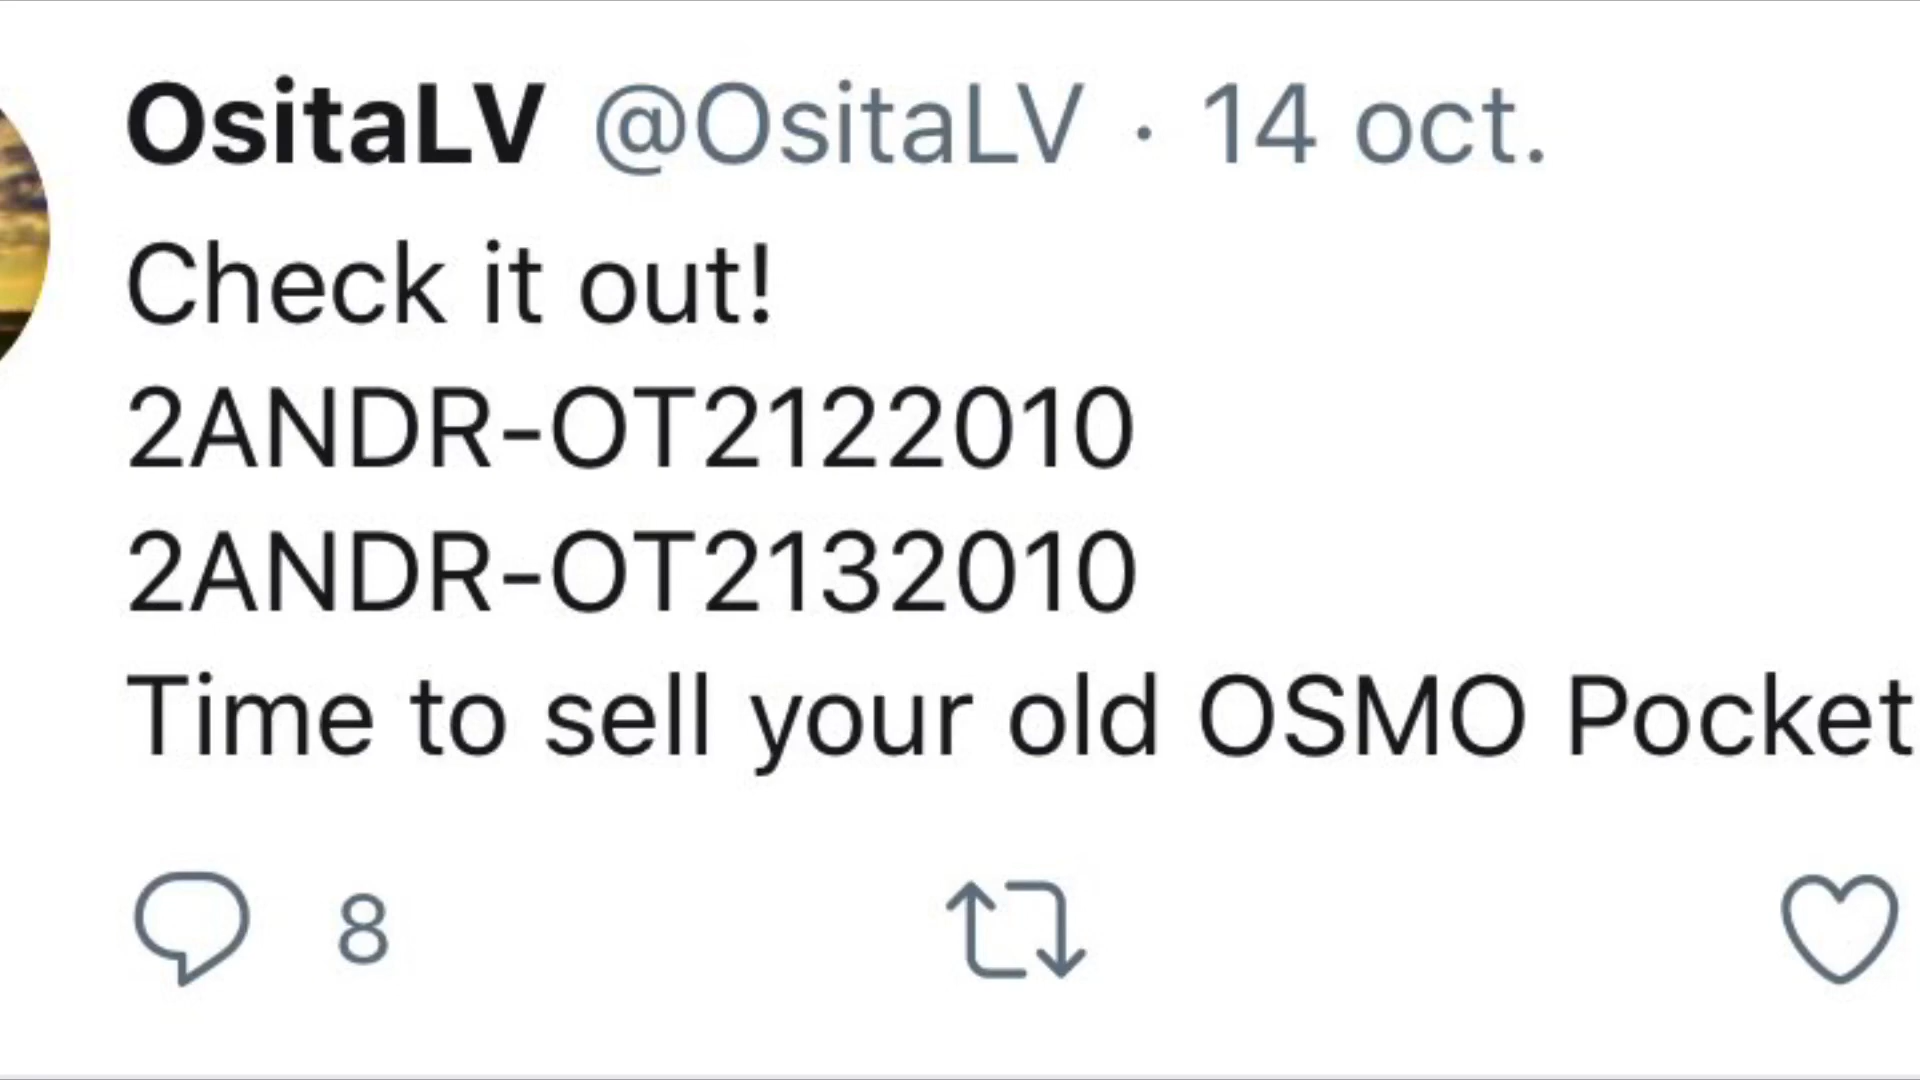 OsitaLV @OsitaLV · 14 oct.
Check it out!
2ANDR-OT2122010
2ANDR-OT2132010
Time to sell your old OSMO Pocket
8